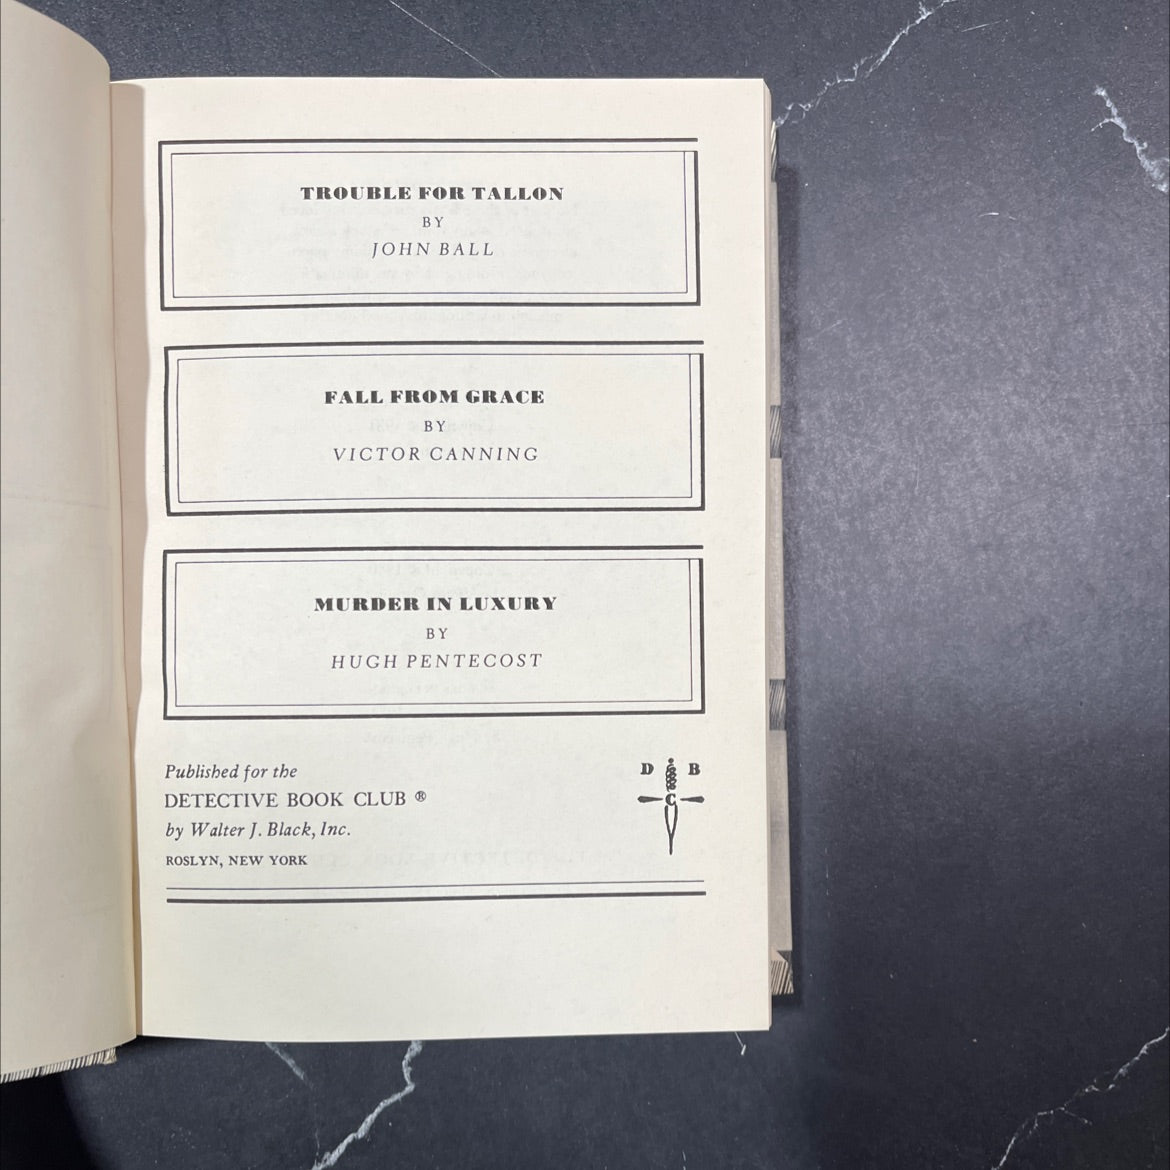 TROUBLE FOR TALLON
BY
JOHN BALL
FALL FROM GRACE
BY
VICTOR CANNING
MURDER IN LUXURY
BY
HUGH PENTECOST
Published for the
DETECTIVE BOOK CLUB ®
by Walter J. Black, Inc.
ROSLYN, NEW YORK
D B
C